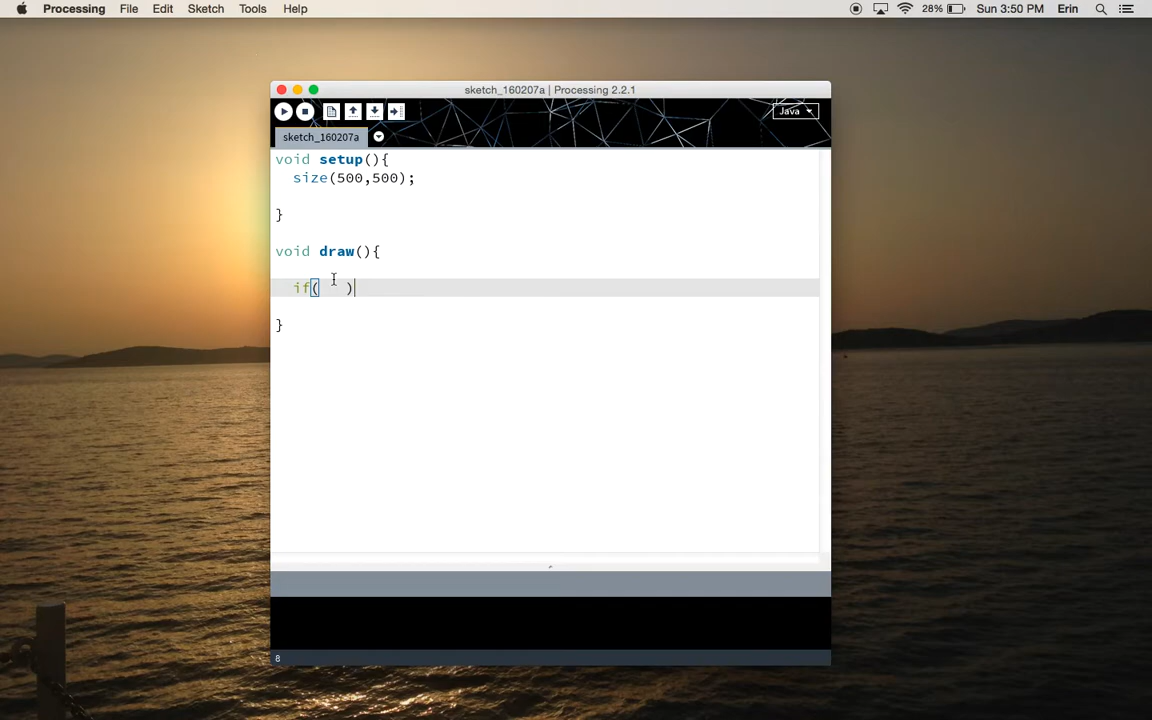 Processing File Edit Sketch Tools Help 28% Sun 3:50 PM Erin
sketch_160207a | Processing 2.2.1
Java
sketch_160207a
void setup(){
size(500,500);
}
void draw(){
if( )
}
8